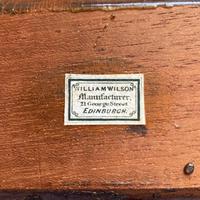 WILLIAM WILSON
Manufacturer,
21 George Street
EDINBURGH.